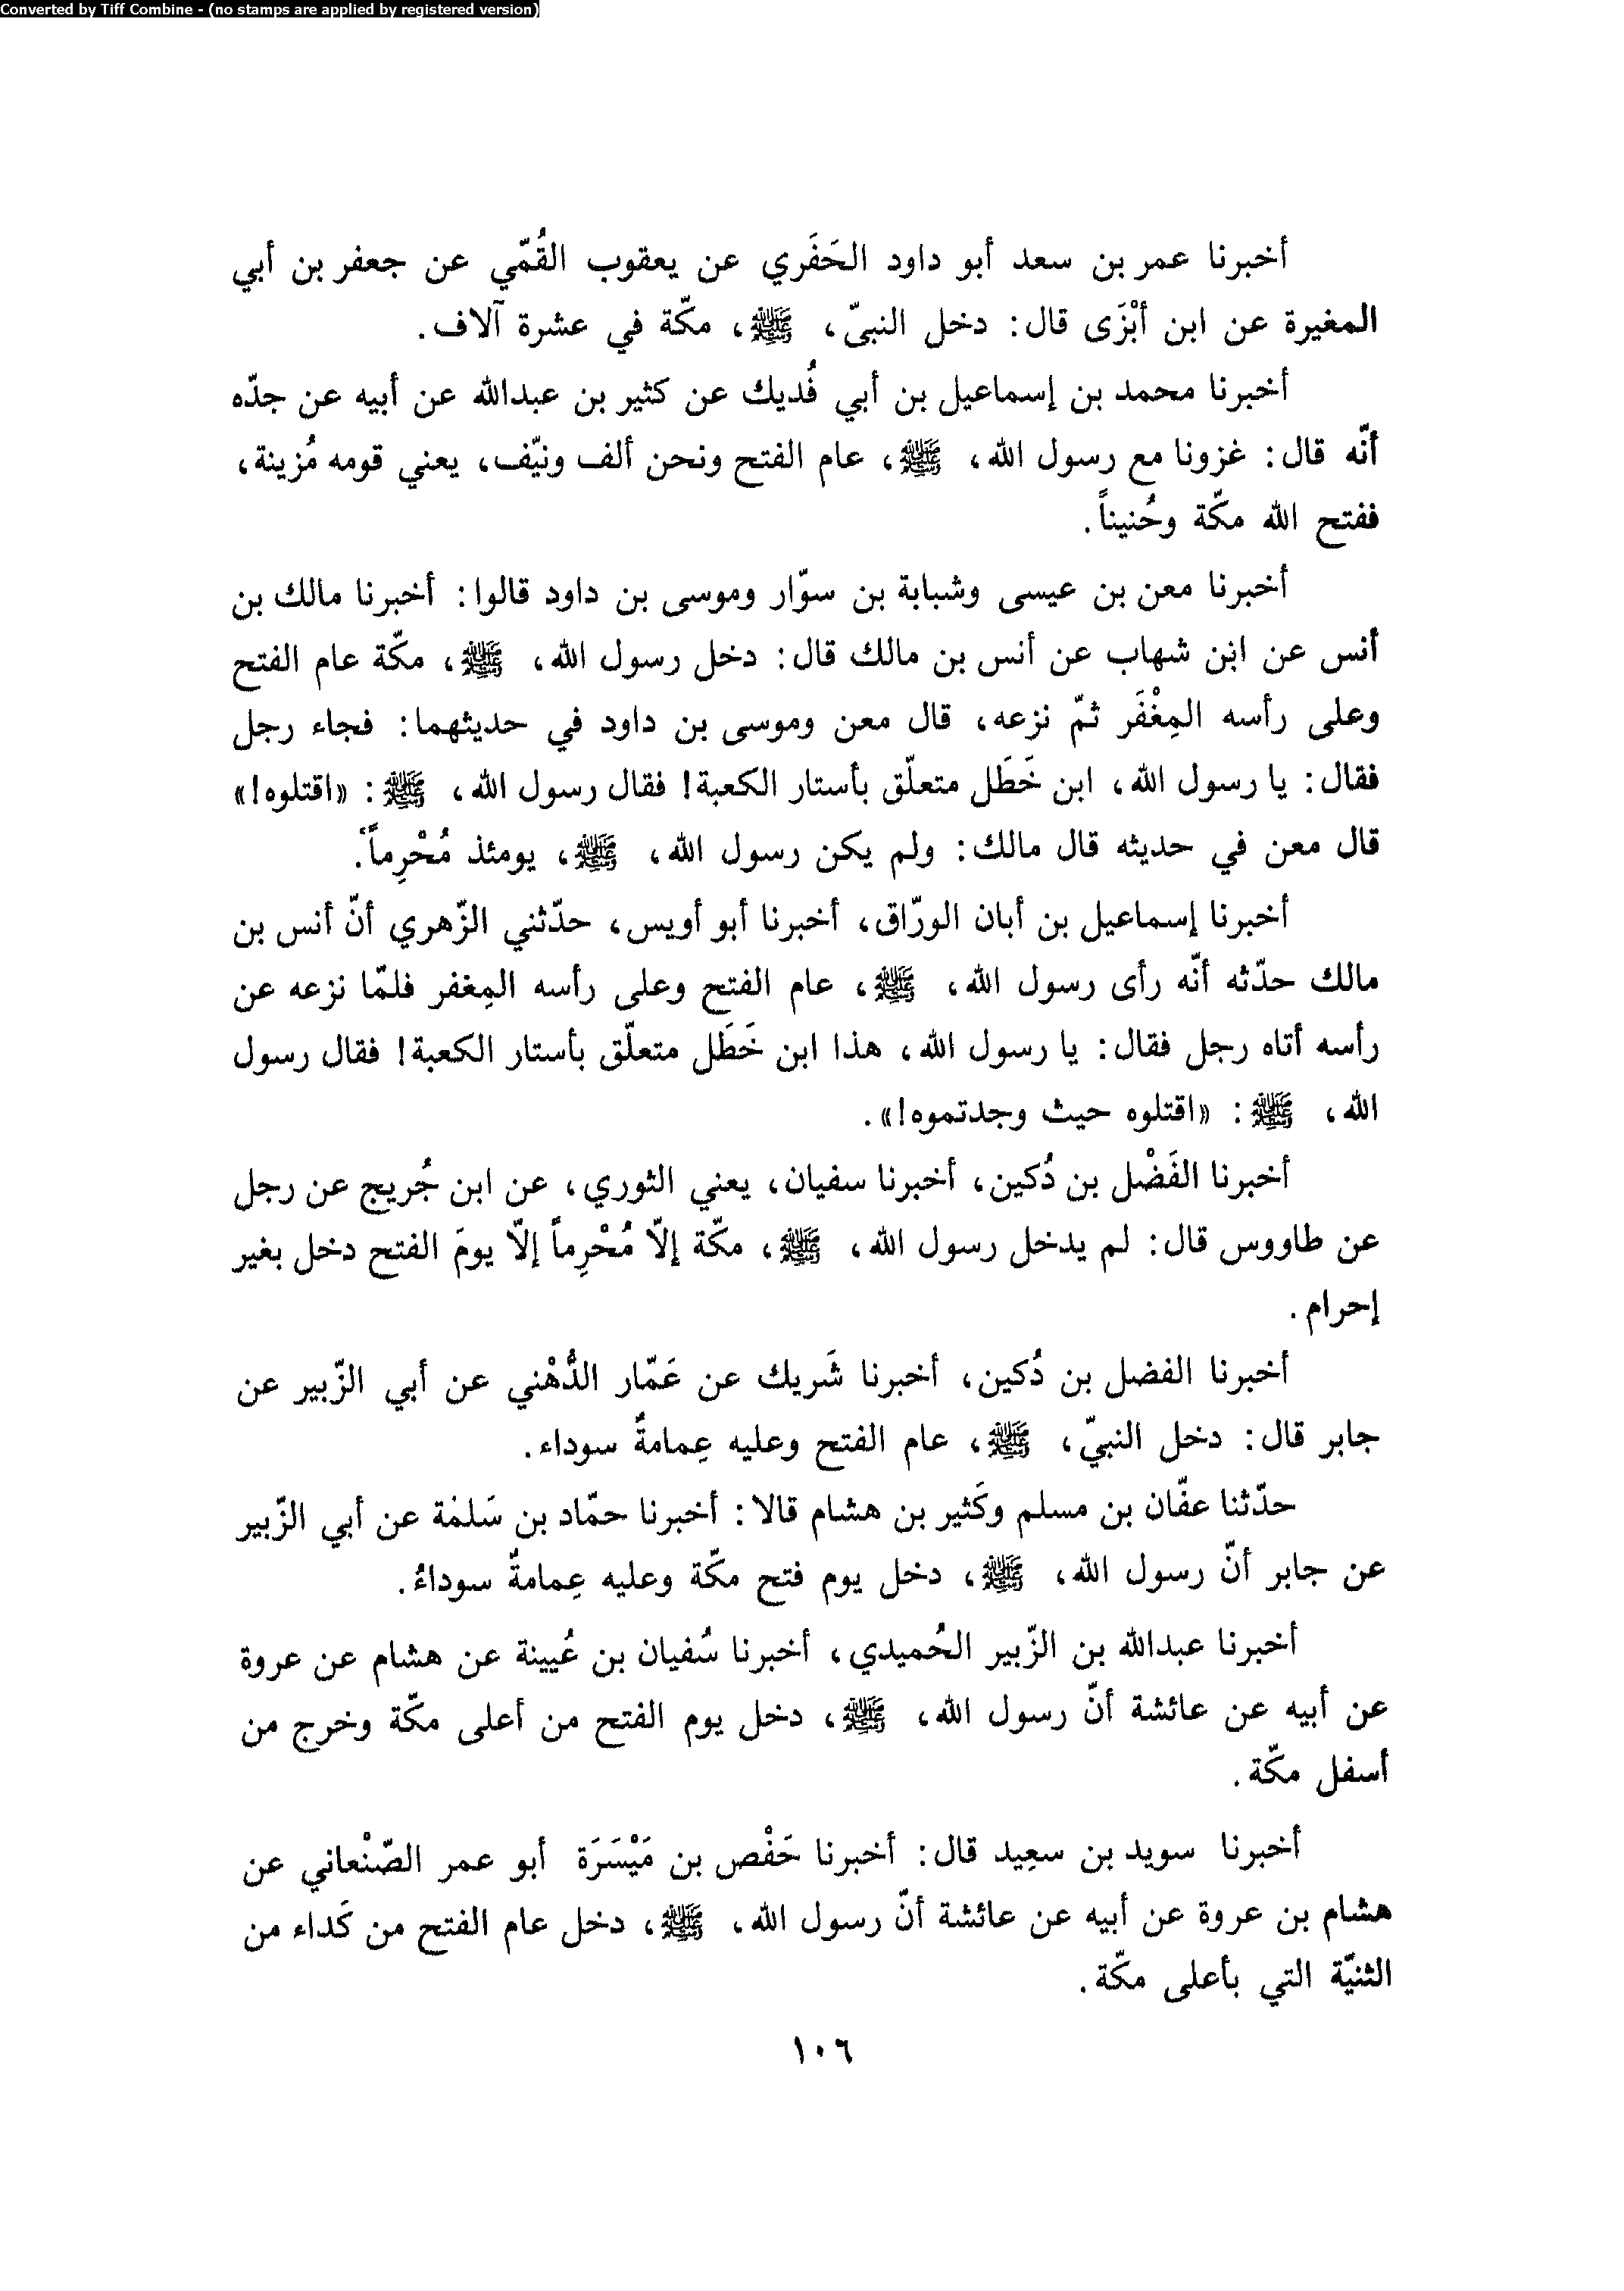 Converted by Tiff Combine - (no stamps are applied by registered version)
أخبرنا عمر بن سعد أبو داود الحَفَري عن يعقوب القُمّي عن جعفر بن أبي
المغيرة عن ابن أبْزَى قال: دخل النبيّ، ﷺ، مكّة في عشرة آلاف.
أخبرنا محمد بن إسماعيل بن أبي فُديك عن كثير بن عبدالله عن أبيه عن جدّه
أنّه قال: غزونا مع رسول الله، ﷺ، عام الفتح ونحن ألف ونيّف، يعني قومه مُزينة،
ففتح الله مكّة وحُنيناً.
أخبرنا معن بن عيسى وشبابة بن سوّار وموسى بن داود قالوا: أخبرنا مالك بن
أنس عن ابن شهاب عن أنس بن مالك قال: دخل رسول الله، ﷺ، مكّة عام الفتح
وعلى رأسه المِغْفَر ثمّ نزعه، قال معن وموسى بن داود في حديثهما: فجاء رجل
فقال: يا رسول الله، ابن خَطَل متعلّق بأستار الكعبة! فقال رسول الله، ﷺ: «اقتلوه!»
قال معن في حديثه قال مالك: ولم يكن رسول الله، ﷺ، يومئذ مُحْرِماً.
أخبرنا إسماعيل بن أبان الورّاق، أخبرنا أبو أويس، حدّثني الزّهري أنّ أنس بن
مالك حدّثه أنّه رأى رسول الله، ﷺ، عام الفتح وعلى رأسه المِغفر فلمّا نزعه عن
رأسه أتاه رجل فقال: يا رسول الله، هذا ابن خَطَل متعلّق بأستار الكعبة! فقال رسول
الله، ﷺ: «اقتلوه حيث وجدتموه!».
أخبرنا الفَضْل بن دُكين، أخبرنا سفيان، يعني الثوري، عن ابن جُريج عن رجل
عن طاووس قال: لم يدخل رسول الله، ﷺ، مكّة إلّا مُحْرِماً إلّا يومَ الفتح دخل بغير
إحرام.
أخبرنا الفضل بن دُكين، أخبرنا شَريك عن عَمّار الدُّهْني عن أبي الزّبير عن
جابر قال: دخل النبيّ، ﷺ، عام الفتح وعليه عِمامةٌ سوداء.
حدّثنا عفّان بن مسلم وكَثير بن هشام قالا: أخبرنا حمّاد بن سَلمَة عن أبي الزّبير
عن جابر أنّ رسول الله، ﷺ، دخل يوم فتح مكّة وعليه عِمامةٌ سوداءُ.
أخبرنا عبدالله بن الزّبير الحُميدي، أخبرنا سُفيان بن عُيينة عن هشام عن عروة
عن أبيه عن عائشة أنّ رسول الله، ﷺ، دخل يوم الفتح من أعلى مكّة وخرج من
أسفل مكّة.
أخبرنا سويد بن سعِيد قال: أخبرنا حَفْص بن مَيْسَرَة أبو عمر الصّنْعاني عن
هشام بن عروة عن أبيه عن عائشة أنّ رسول الله، ﷺ، دخل عام الفتح من كَداء من
الثنيّة التي بأعلى مكّة.
١٠٦